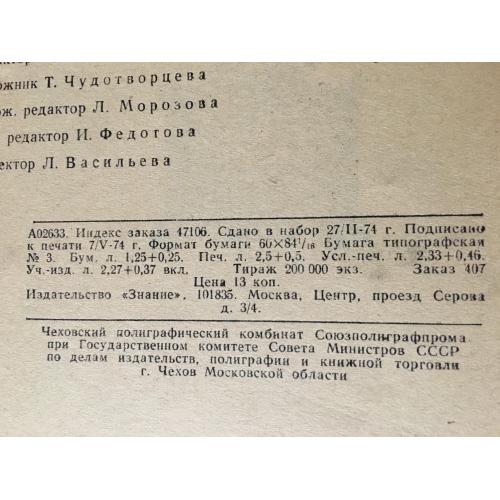 ожник Т. Чудотворцева
ож. редактор Л. Морозова
редактор И. Федотова
ектор Л. Васильева
А02633. Индекс заказа 47106. Сдано в набор 27/II-74 г. Подписано
к печати 7/V-74 г. Формат бумаги 60×84¹/₁₆ Бумага типографская
№ 3. Бум. л. 1,25+0,25. Печ. л. 2,5+0,5. Усл.-печ. л. 2,33+0,46.
Уч.-изд. л. 2,27+0,37 вкл. Тираж 200 000 экз. Заказ 407
Цена 13 коп.
Издательство «Знание». 101835. Москва, Центр, проезд Серова
д. 3/4.
Чеховский полиграфический комбинат Союзполиграфпрома
при Государственном комитете Совета Министров СССР
по делам издательств, полиграфии и книжной торговли
г. Чехов Московской области